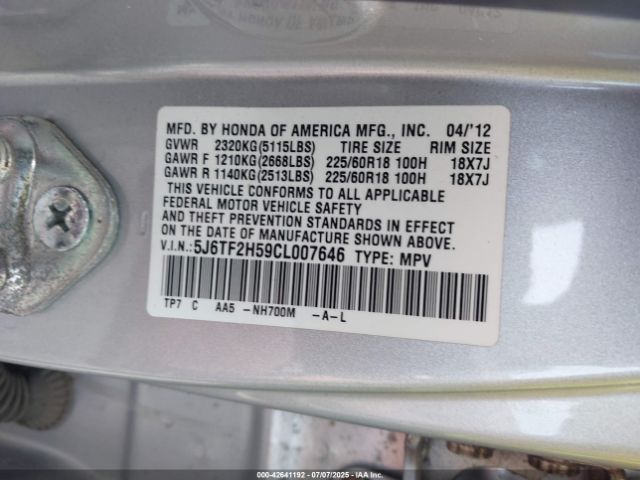 MFD. BY HONDA OF AMERICA MFG., INC. 04/'12
GVWR 2320KG(5115LBS) TIRE SIZE RIM SIZE
GAWR F 1210KG(2668LBS) 225/60R18 100H 18X7J
GAWR R 1140KG(2513LBS) 225/60R18 100H 18X7J
THIS VEHICLE CONFORMS TO ALL APPLICABLE
FEDERAL MOTOR VEHICLE SAFETY
AND THEFT PREVENTION STANDARDS IN EFFECT
ON THE DATE OF MANUFACTURE SHOWN ABOVE.
V.I.N.: 5J6TF2H59CL007646 TYPE: MPV
TP7 C AA5 -NH700M -A-L
000-42641192 07/07/2025 IAAI.COM